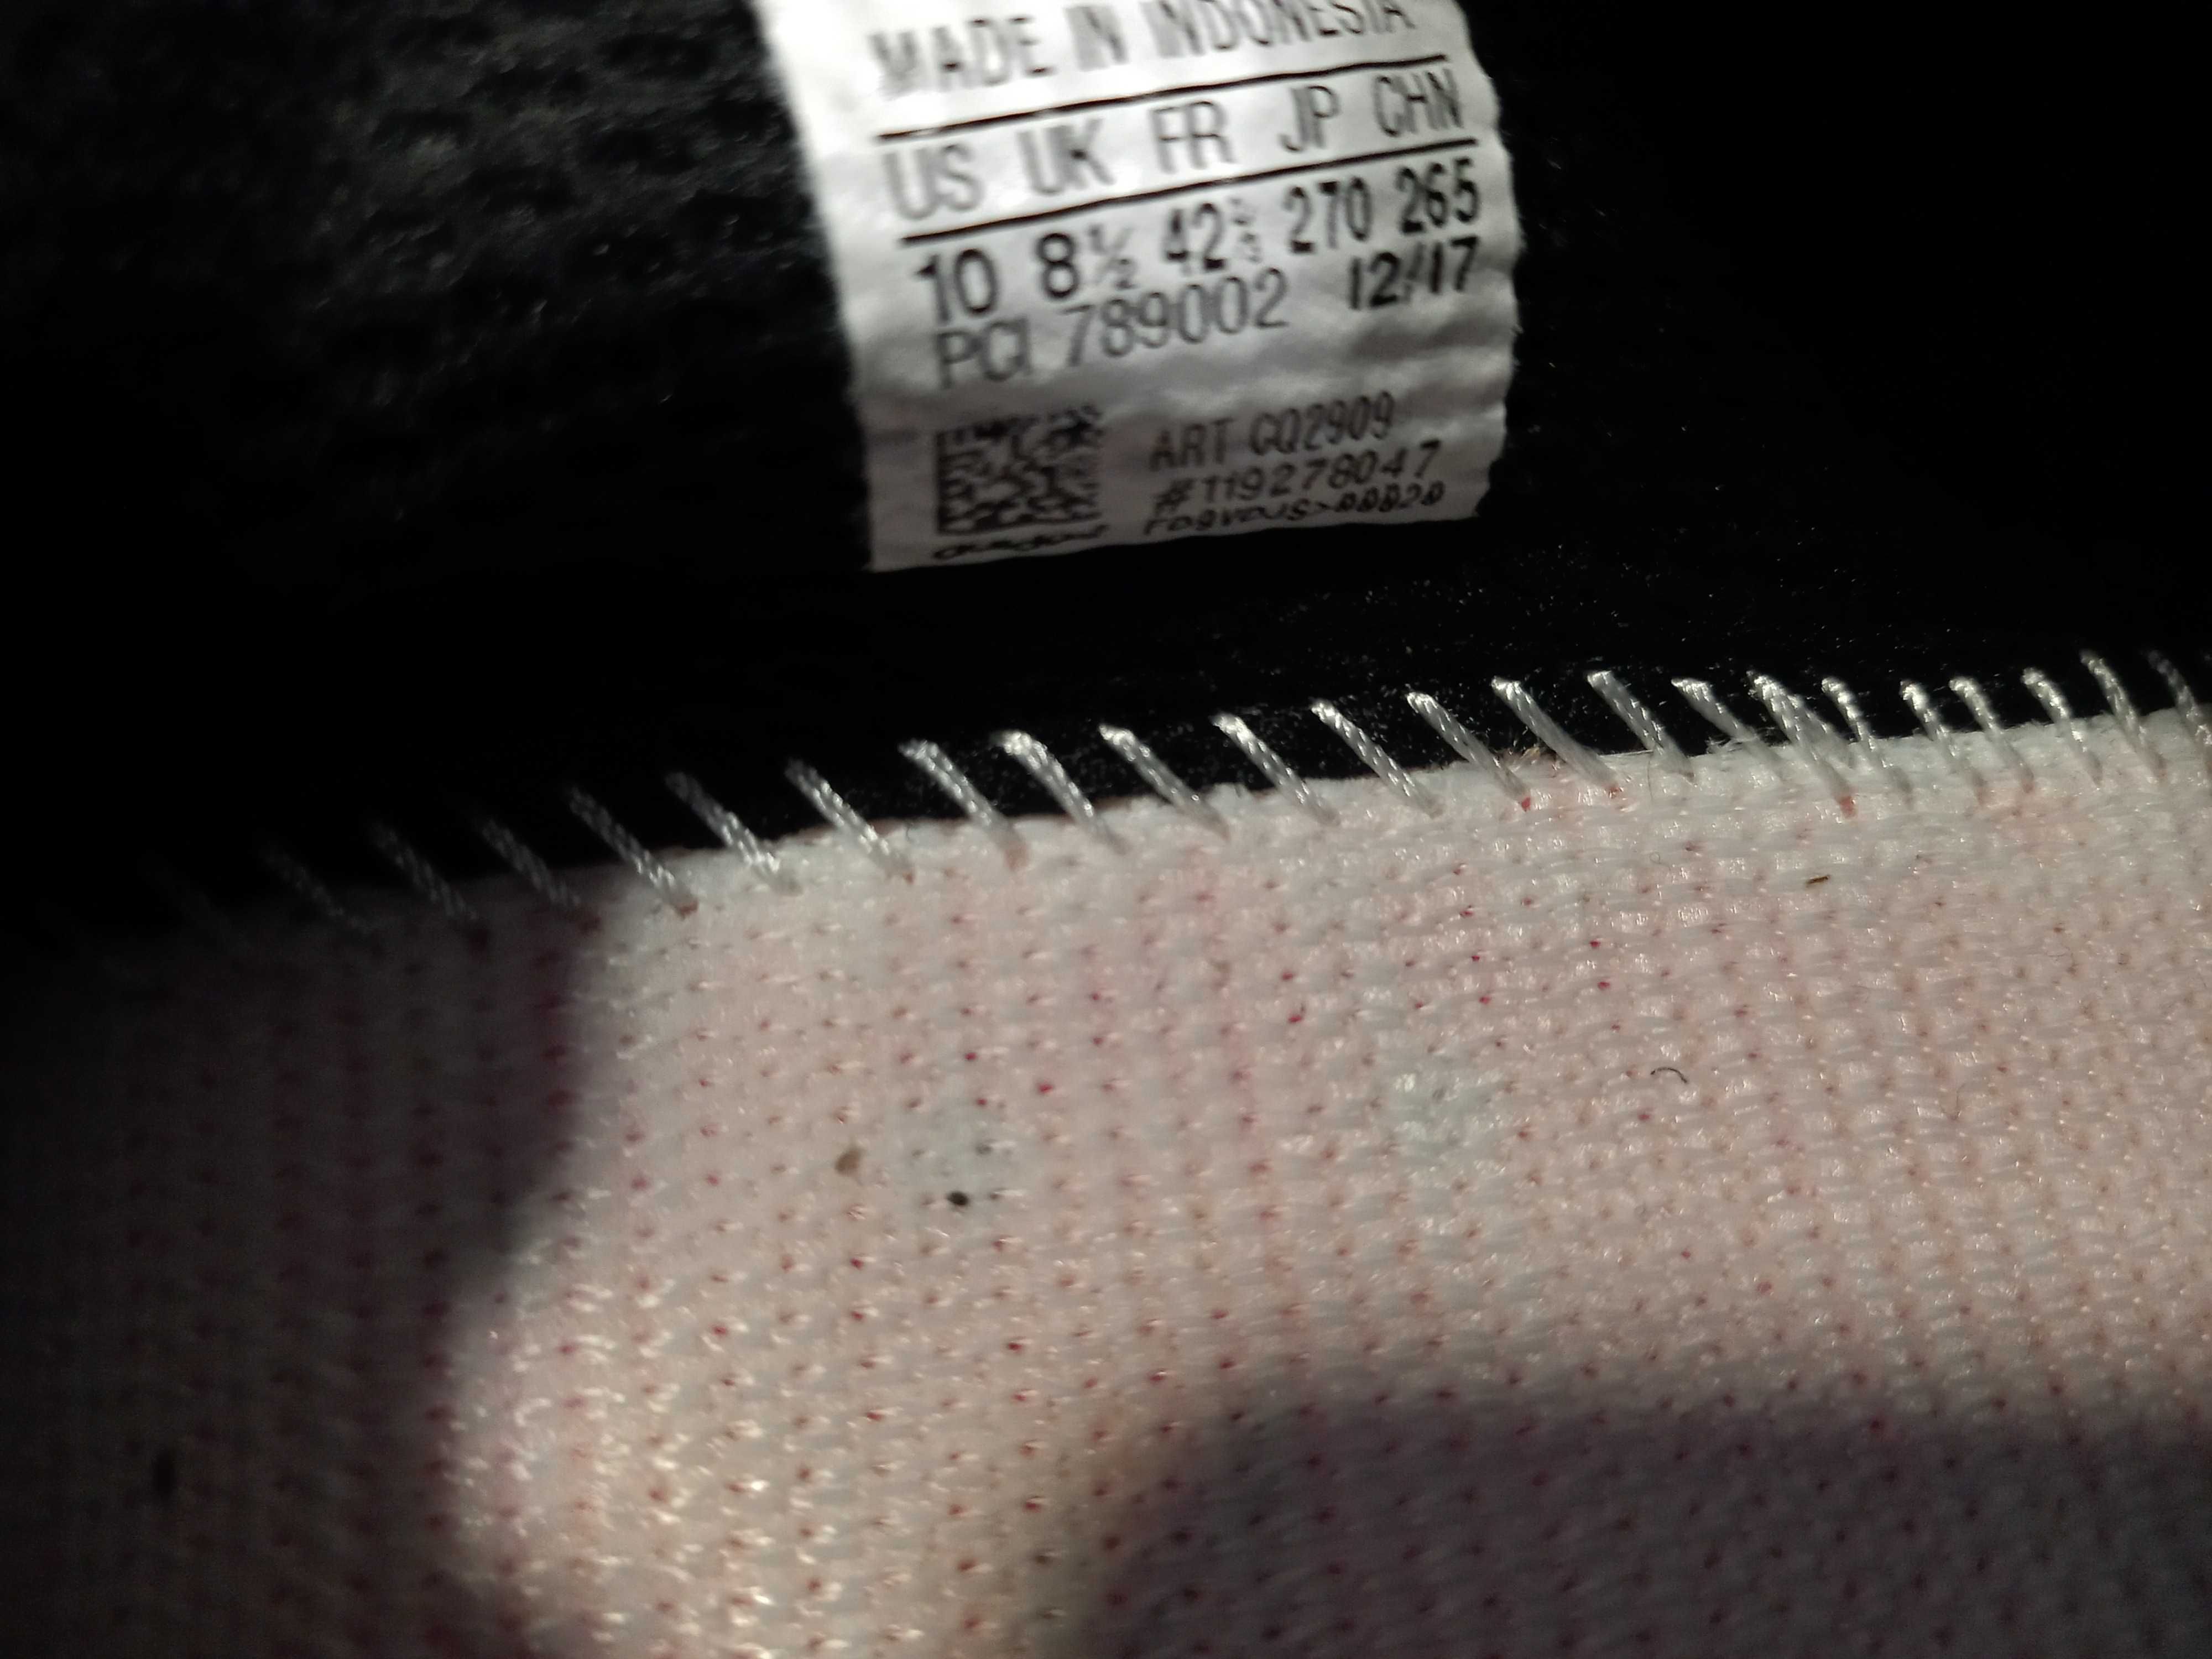 MADE IN INDONESIA
US UK FR JP CHN
10 8½ 42⅔ 270 265
PCI 789002 12/17
ART CQ2909
#119278047
adidas